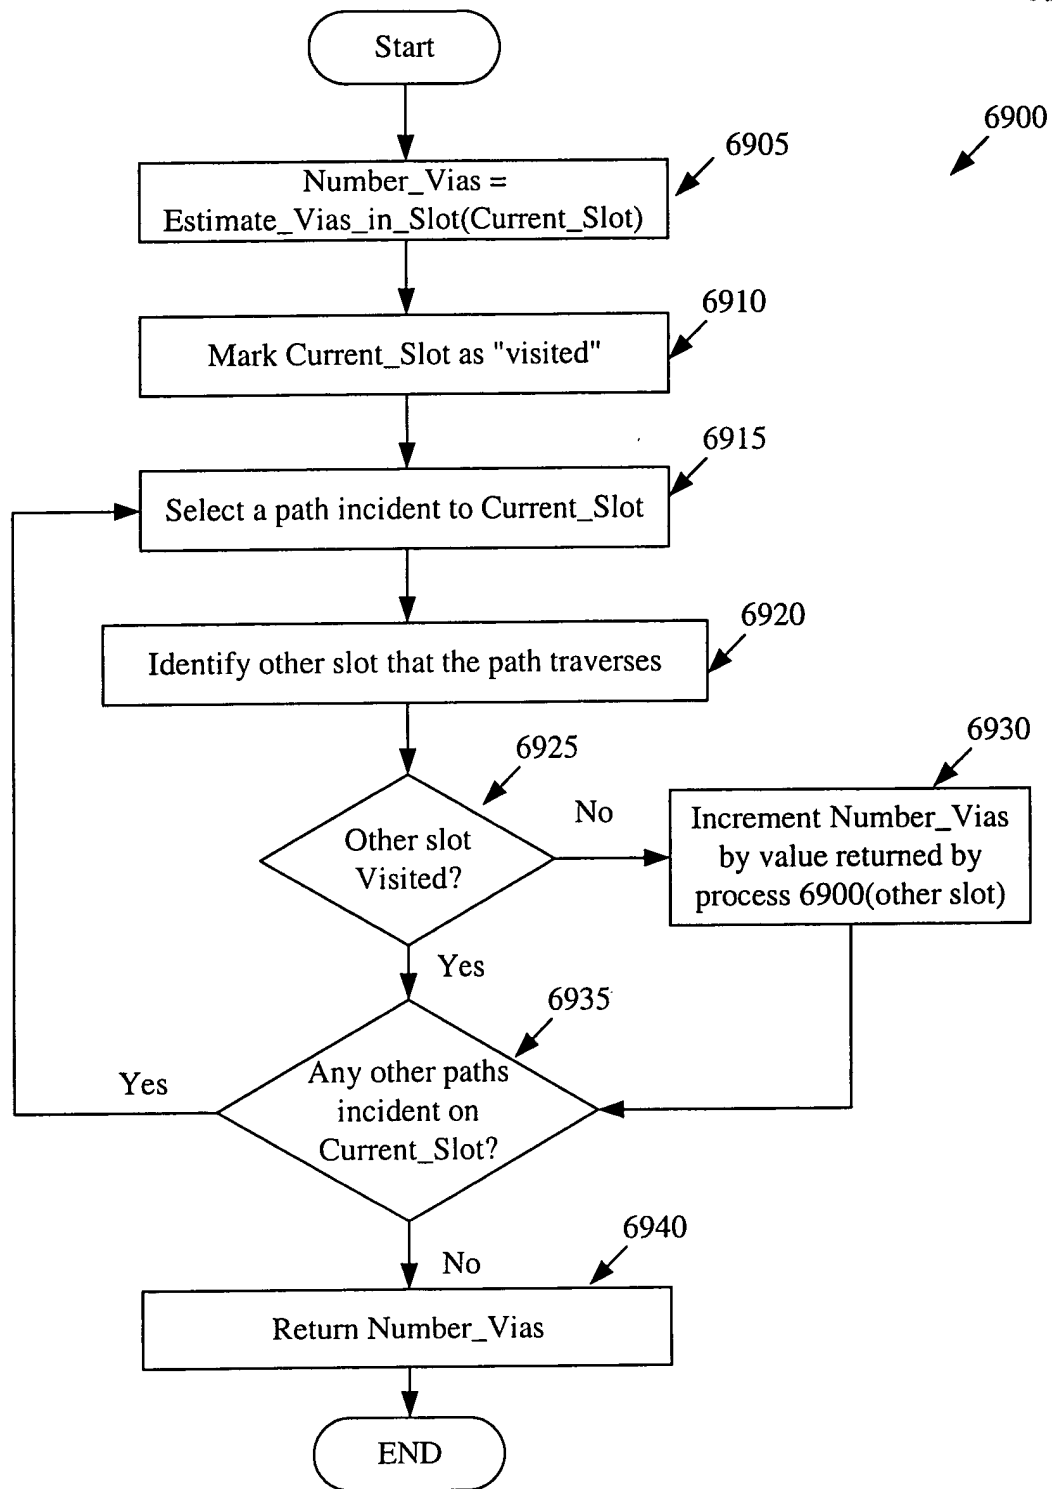 Start
6900
6905
Number_Vias =
Estimate_Vias_in_Slot(Current_Slot)
6910
Mark Current_Slot as "visited"
6915
Select a path incident to Current_Slot
6920
Identify other slot that the path traverses
6925
6930
Other slot
Visited?
No
Increment Number_Vias
by value returned by
process 6900(other slot)
Yes
6935
Any other paths
incident on
Current_Slot?
Yes
No
6940
Return Number_Vias
END